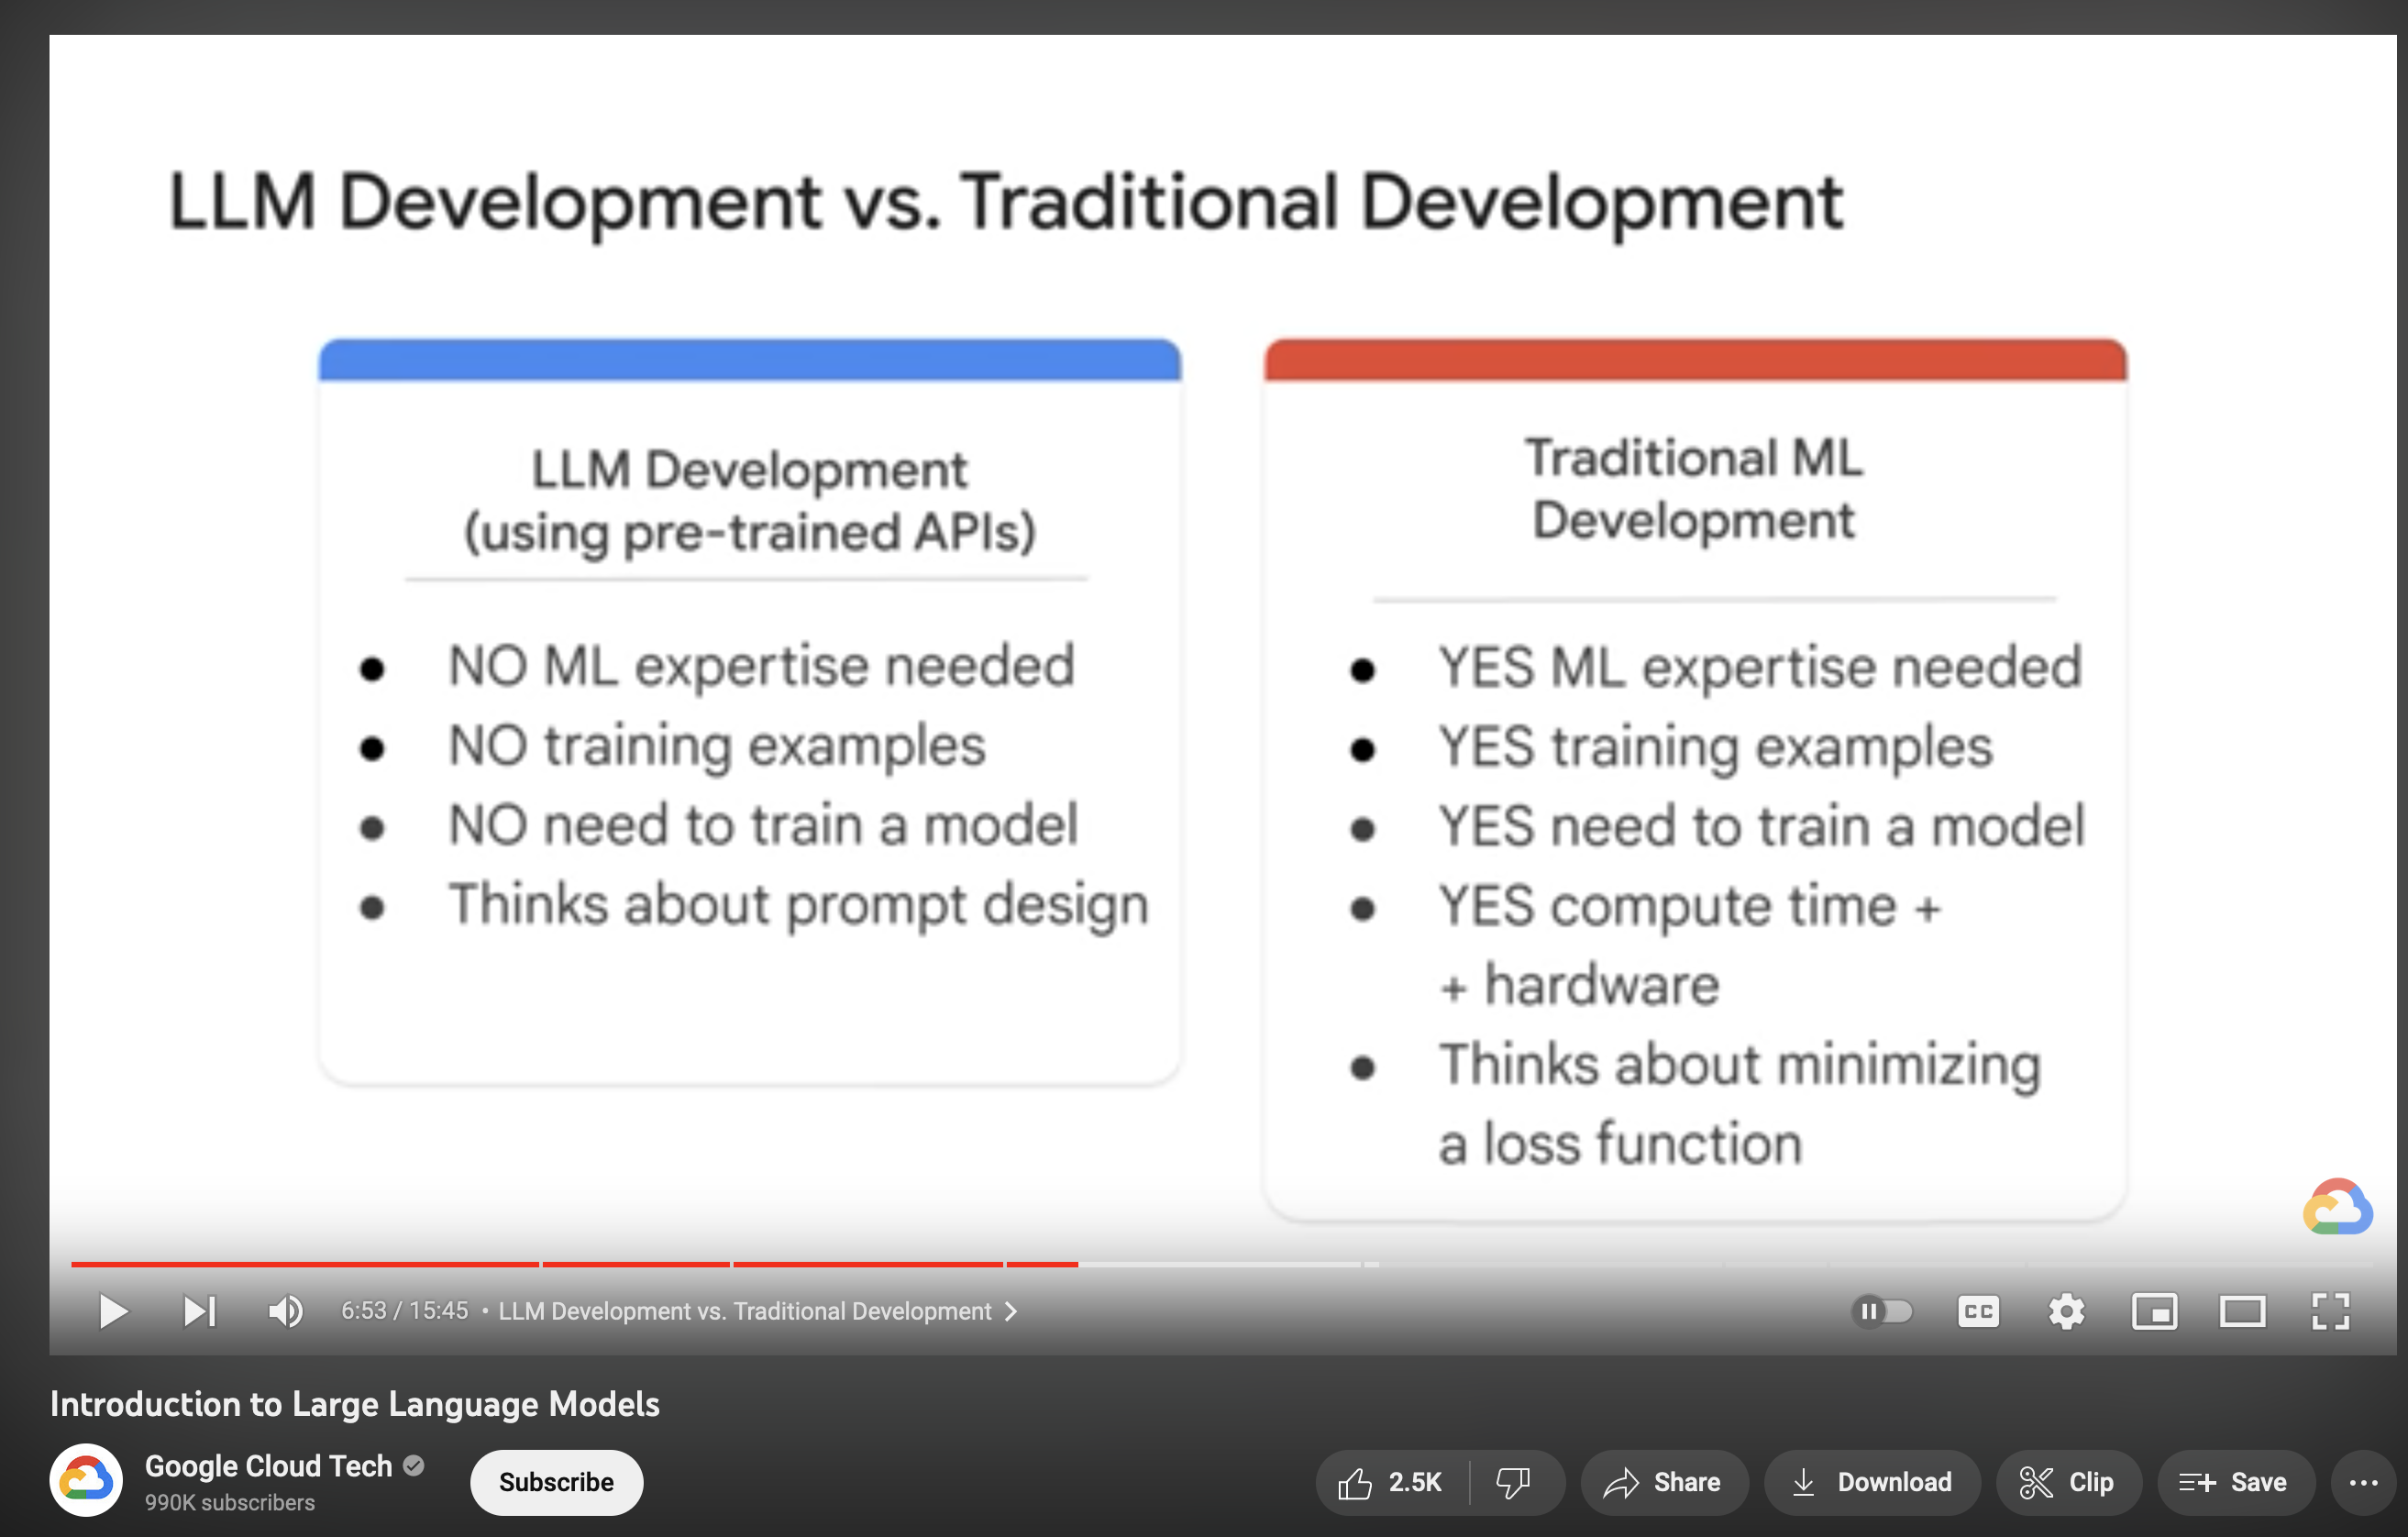 LLM Development vs. Traditional Development
LLM Development
(using pre-trained APIs)
● NO ML expertise needed
● NO training examples
● NO need to train a model
● Thinks about prompt design
Traditional ML
Development
● YES ML expertise needed
● YES training examples
● YES need to train a model
● YES compute time +
+ hardware
● Thinks about minimizing
a loss function
6:53 / 15:45 • LLM Development vs. Traditional Development
CC
Introduction to Large Language Models
Google Cloud Tech
990K subscribers
Subscribe
2.5K
Share
Download
Clip
Save